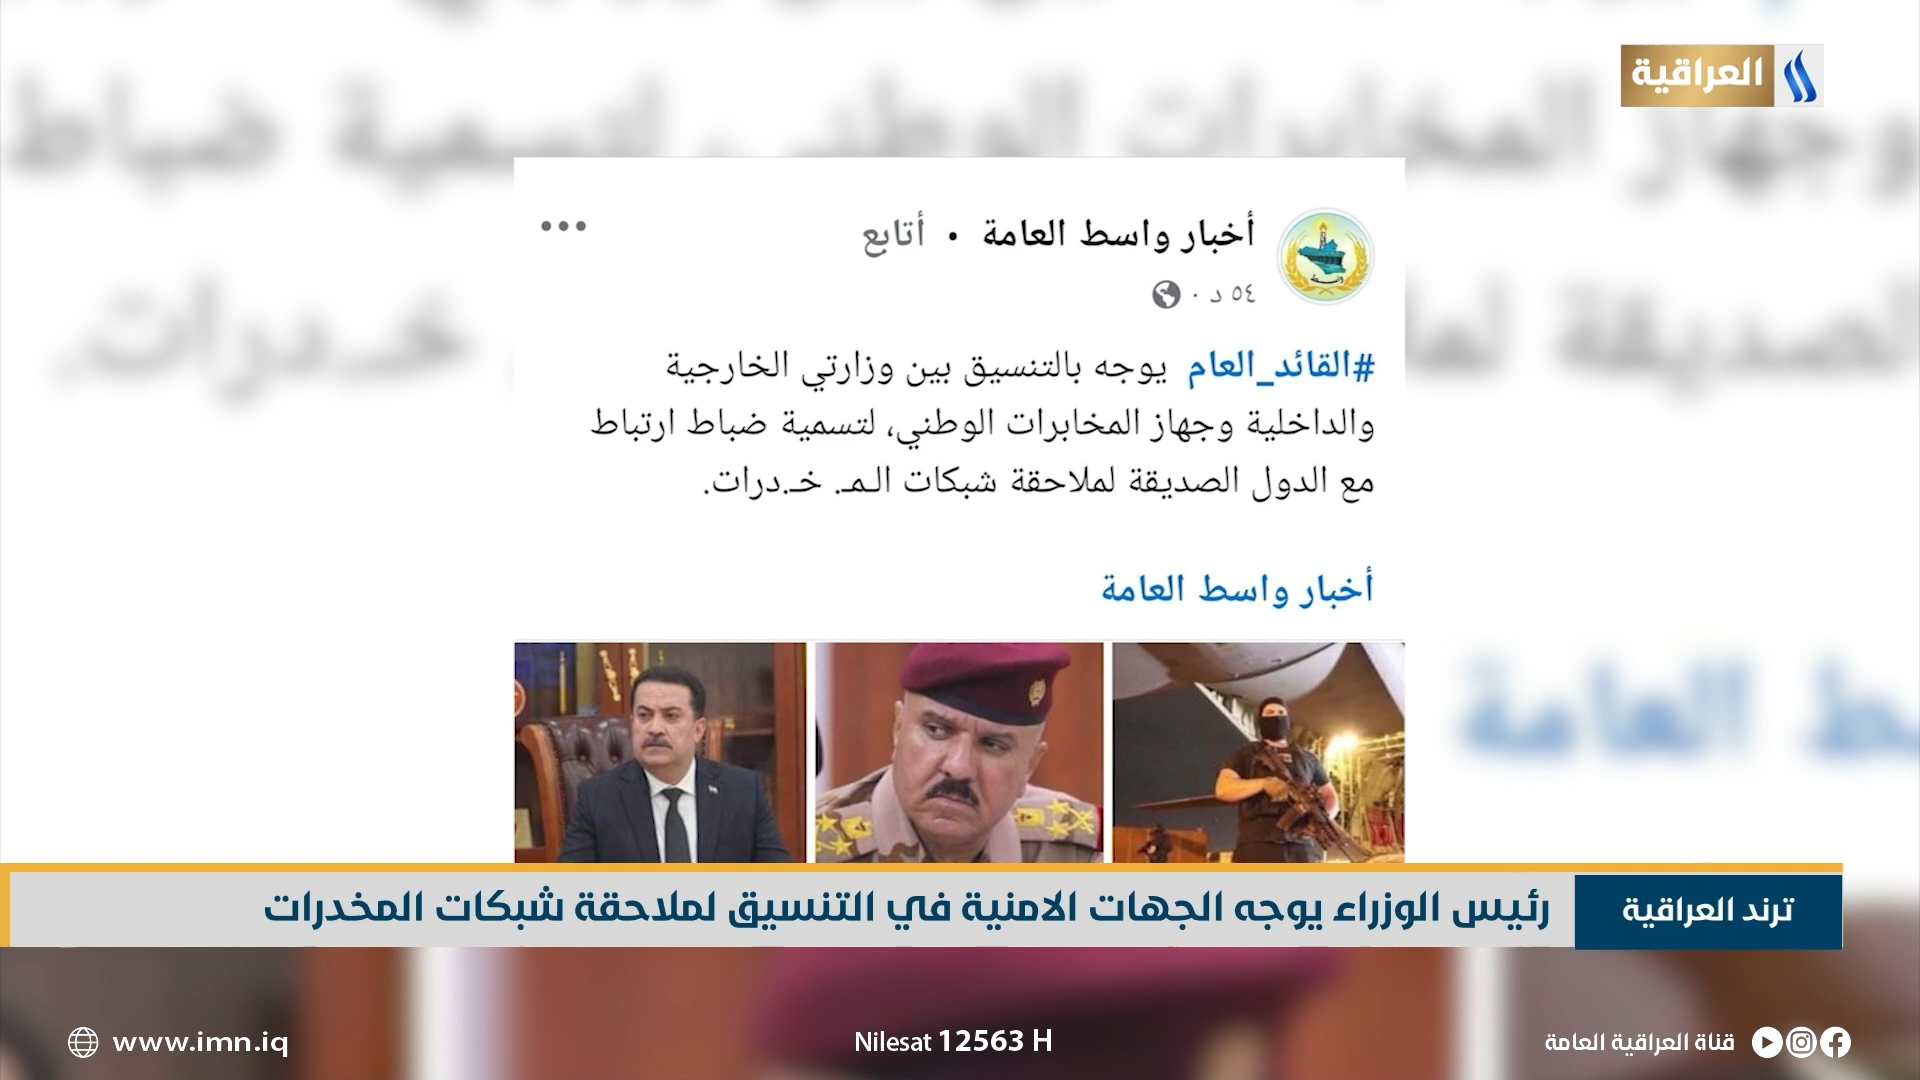 العراقية
أخبار واسط العامة • أتابع
٥٤ د ·
#القائد_العام يوجه بالتنسيق بين وزارتي الخارجية
والداخلية وجهاز المخابرات الوطني، لتسمية ضباط ارتباط
مع الدول الصديقة لملاحقة شبكات الـمـ. خـ.درات.
أخبار واسط العامة
ترند العراقية
رئيس الوزراء يوجه الجهات الامنية في التنسيق لملاحقة شبكات المخدرات
www.imn.iq
Nilesat 12563 H
قناة العراقية العامة